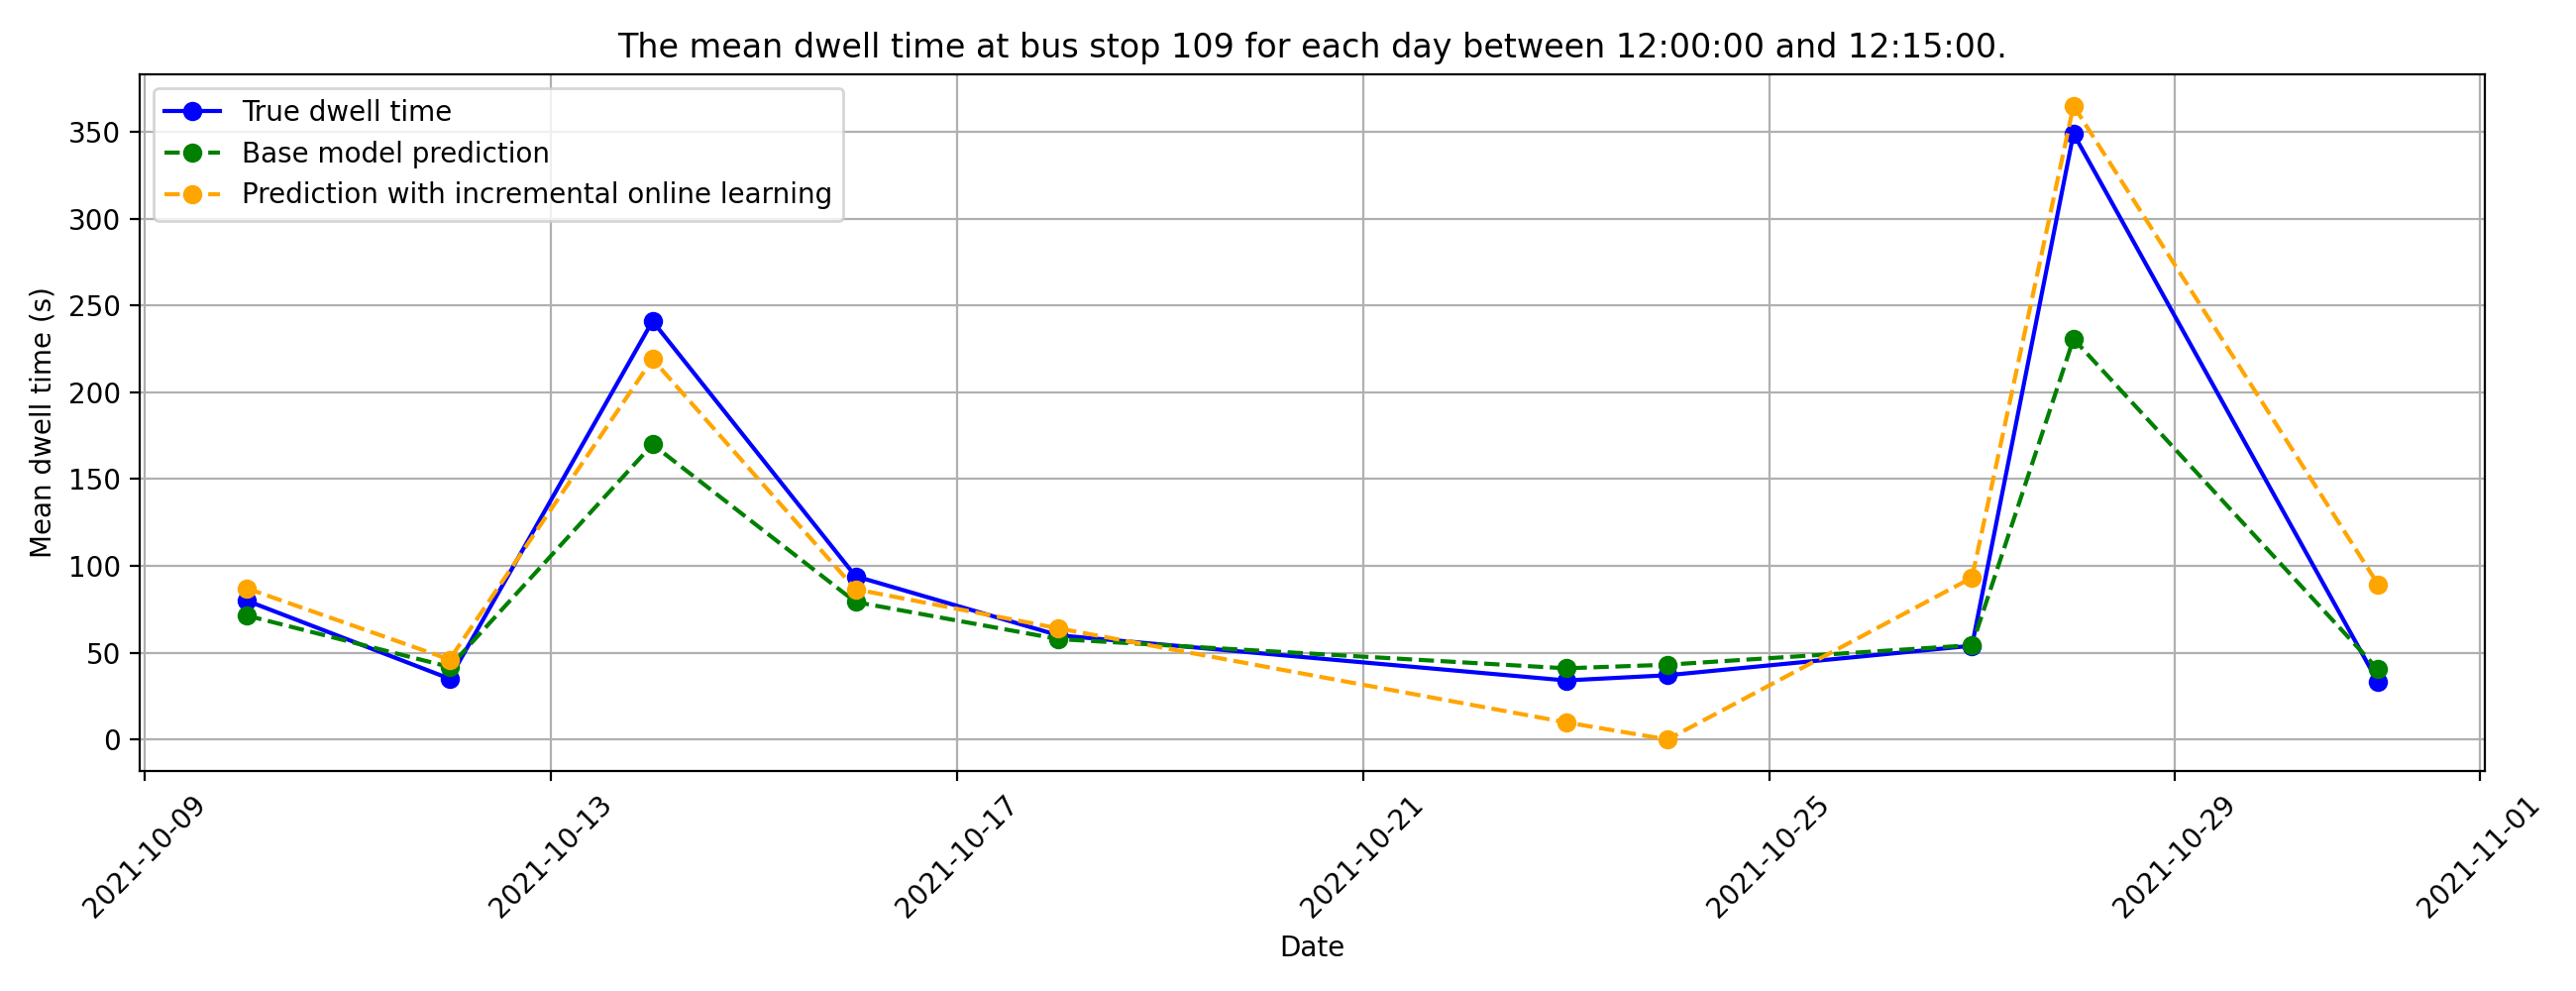 The mean dwell time at bus stop 109 for each day between 12:00:00 and 12:15:00.
True dwell time
Base model prediction
Prediction with incremental online learning
Mean dwell time (s)
350
300
250
200
150
100
50
0
2021-10-09
2021-10-13
2021-10-17
2021-10-21
2021-10-25
2021-10-29
2021-11-01
Date